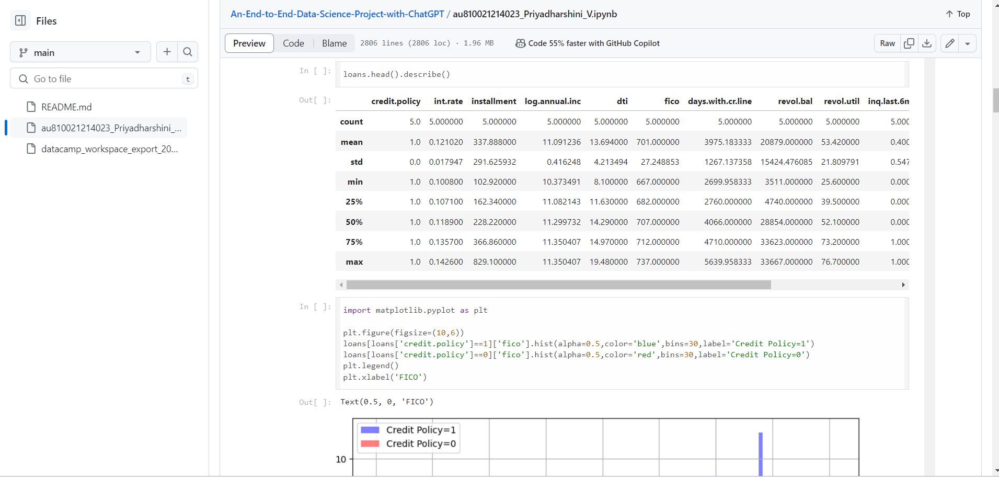 Files
main
Go to file
t
README.md
au810021214023_Priyadharshini_...
datacamp_workspace_export_20...
An-End-to-End-Data-Science-Project-with-ChatGPT / au810021214023_Priyadharshini_V.ipynb
Top
Preview Code Blame 2806 lines (2806 loc) · 1.96 MB Code 55% faster with GitHub Copilot Raw
In [ ]: loans.head().describe()
Out[ ]: credit.policy int.rate installment log.annual.inc dti fico days.with.cr.line revol.bal revol.util inq.last.6m
count 5.0 5.000000 5.000000 5.000000 5.000000 5.000000 5.000000 5.000000 5.000000 5.000
mean 1.0 0.121020 337.888000 11.091236 13.694000 701.000000 3975.183333 20879.000000 53.420000 0.400
std 0.0 0.017947 291.625932 0.416248 4.213494 27.248853 1267.137358 15424.476085 21.809791 0.547
min 1.0 0.100800 102.920000 10.373491 8.100000 667.000000 2699.958333 3511.000000 25.600000 0.000
25% 1.0 0.107100 162.340000 11.082143 11.630000 682.000000 2760.000000 4740.000000 39.500000 0.000
50% 1.0 0.118900 228.220000 11.299732 14.290000 707.000000 4066.000000 28854.000000 52.100000 0.000
75% 1.0 0.135700 366.860000 11.350407 14.970000 712.000000 4710.000000 33623.000000 73.200000 1.000
max 1.0 0.142600 829.100000 11.350407 19.480000 737.000000 5639.958333 33667.000000 76.700000 1.000
In [ ]: import matplotlib.pyplot as plt
plt.figure(figsize=(10,6))
loans[loans['credit.policy']==1]['fico'].hist(alpha=0.5,color='blue',bins=30,label='Credit Policy=1')
loans[loans['credit.policy']==0]['fico'].hist(alpha=0.5,color='red',bins=30,label='Credit Policy=0')
plt.legend()
plt.xlabel('FICO')
Out[ ]: Text(0.5, 0, 'FICO')
Credit Policy=1
Credit Policy=0
10